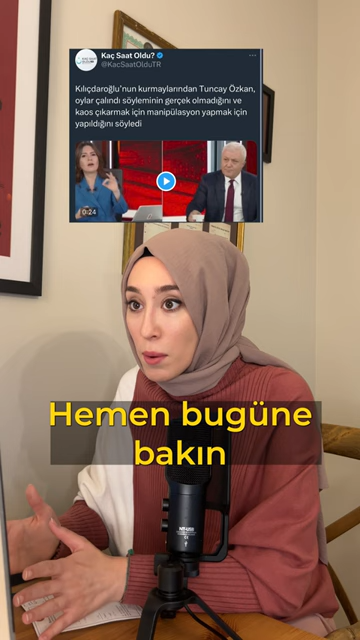 Kaç Saat Oldu?
@KacSaatOlduTR
Kılıçdaroğlu'nun kurmaylarından Tuncay Özkan,
oylar çalındı söyleminin gerçek olmadığını ve
kaos çıkarmak için manipülasyon yapmak için
yapıldığını söyledi
0:24
Hemen bugüne
bakın